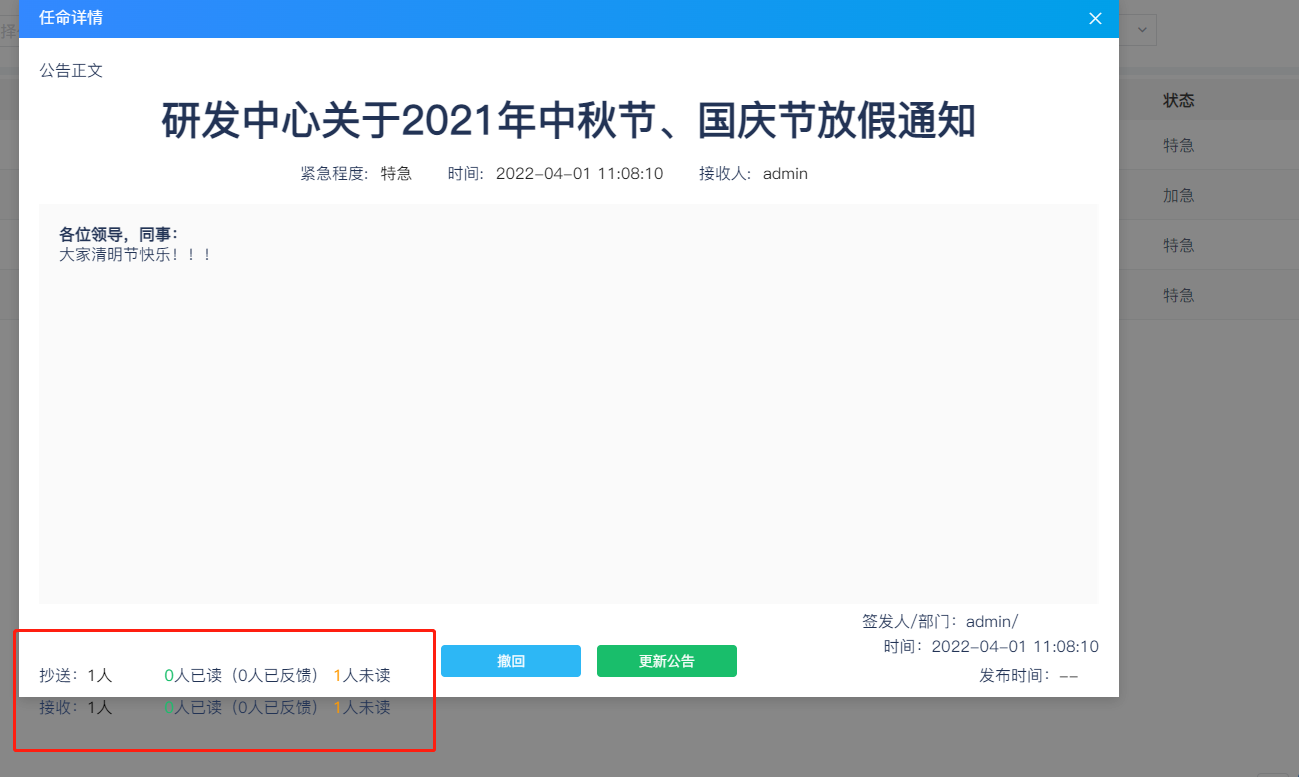 任命详情
择
公告正文
研发中心关于2021年中秋节、国庆节放假通知
紧急程度: 特急 时间: 2022-04-01 11:08:10 接收人: admin
各位领导，同事:
大家清明节快乐！！！
状态
特急
加急
特急
特急
签发人/部门: admin/
时间: 2022-04-01 11:08:10
发布时间: --
撤回 更新公告
抄送: 1人 0人已读（0人已反馈） 1人未读
接收: 1人 0人已读（0人已反馈） 1人未读